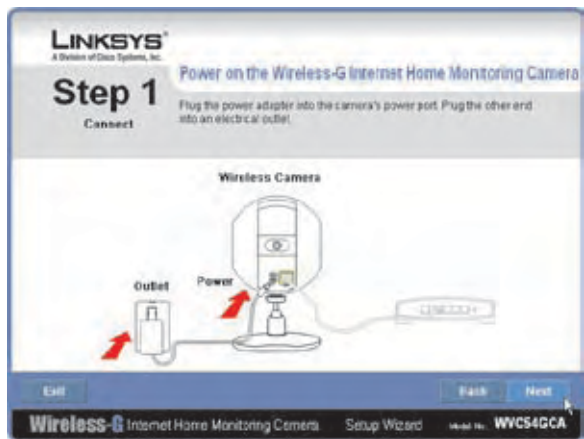 LINKSYS®
A Division of Cisco Systems, Inc.
Step 1
Connect
Power on the Wireless-G Internet Home Monitoring Camera
Plug the power adapter into the camera's power port. Plug the other end
into an electrical outlet.
Wireless Camera
Outlet
Power
Exit
Back
Next
Wireless-G Internet Home Monitoring Camera
Setup Wizard
Model No. WVC54GCA